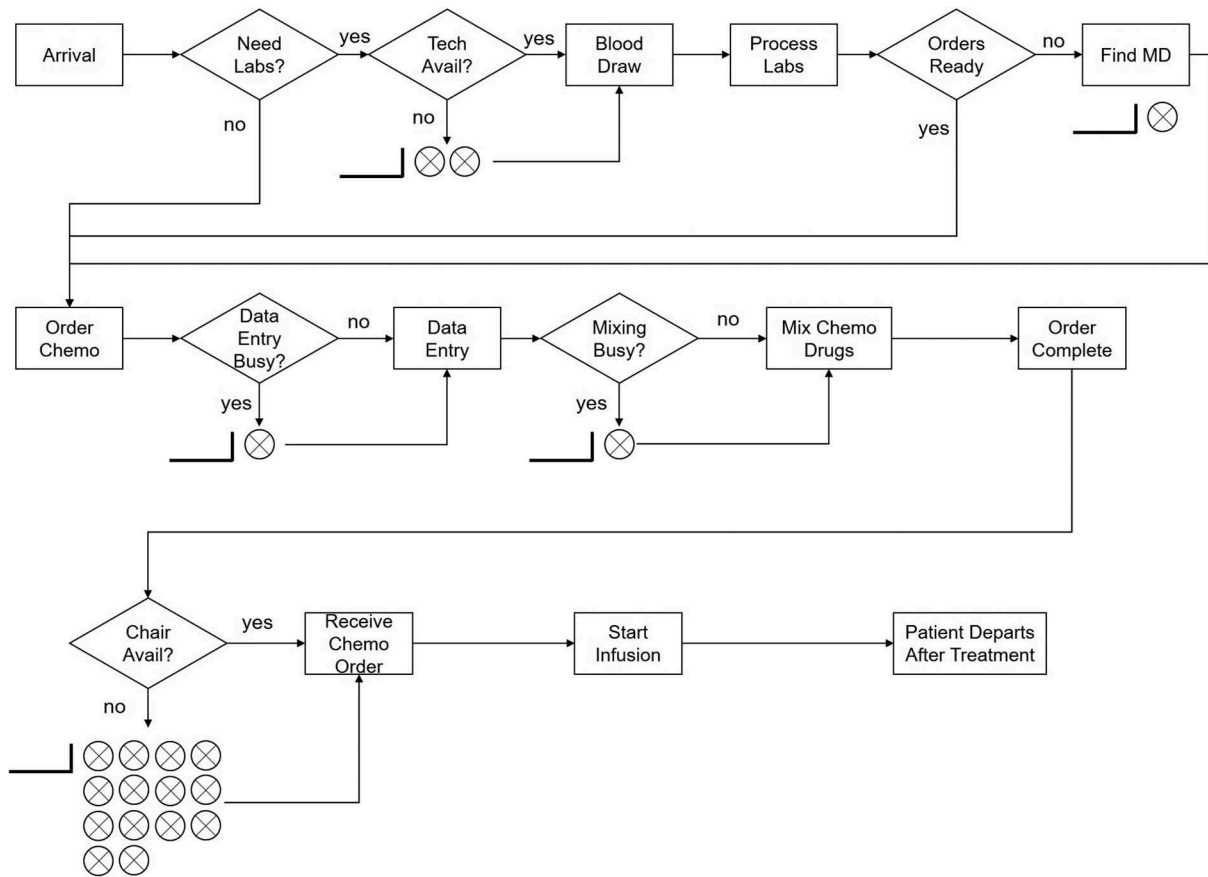 Arrival
Need
Labs?
yes
Tech
Avail?
yes
Blood
Draw
Process
Labs
Orders
Ready
no
Find MD
no
no
yes
Order
Chemo
Data
Entry
Busy?
no
Data
Entry
Mixing
Busy?
no
Mix Chemo
Drugs
Order
Complete
yes
yes
Chair
Avail?
yes
Receive
Chemo
Order
Start
Infusion
Patient Departs
After Treatment
no